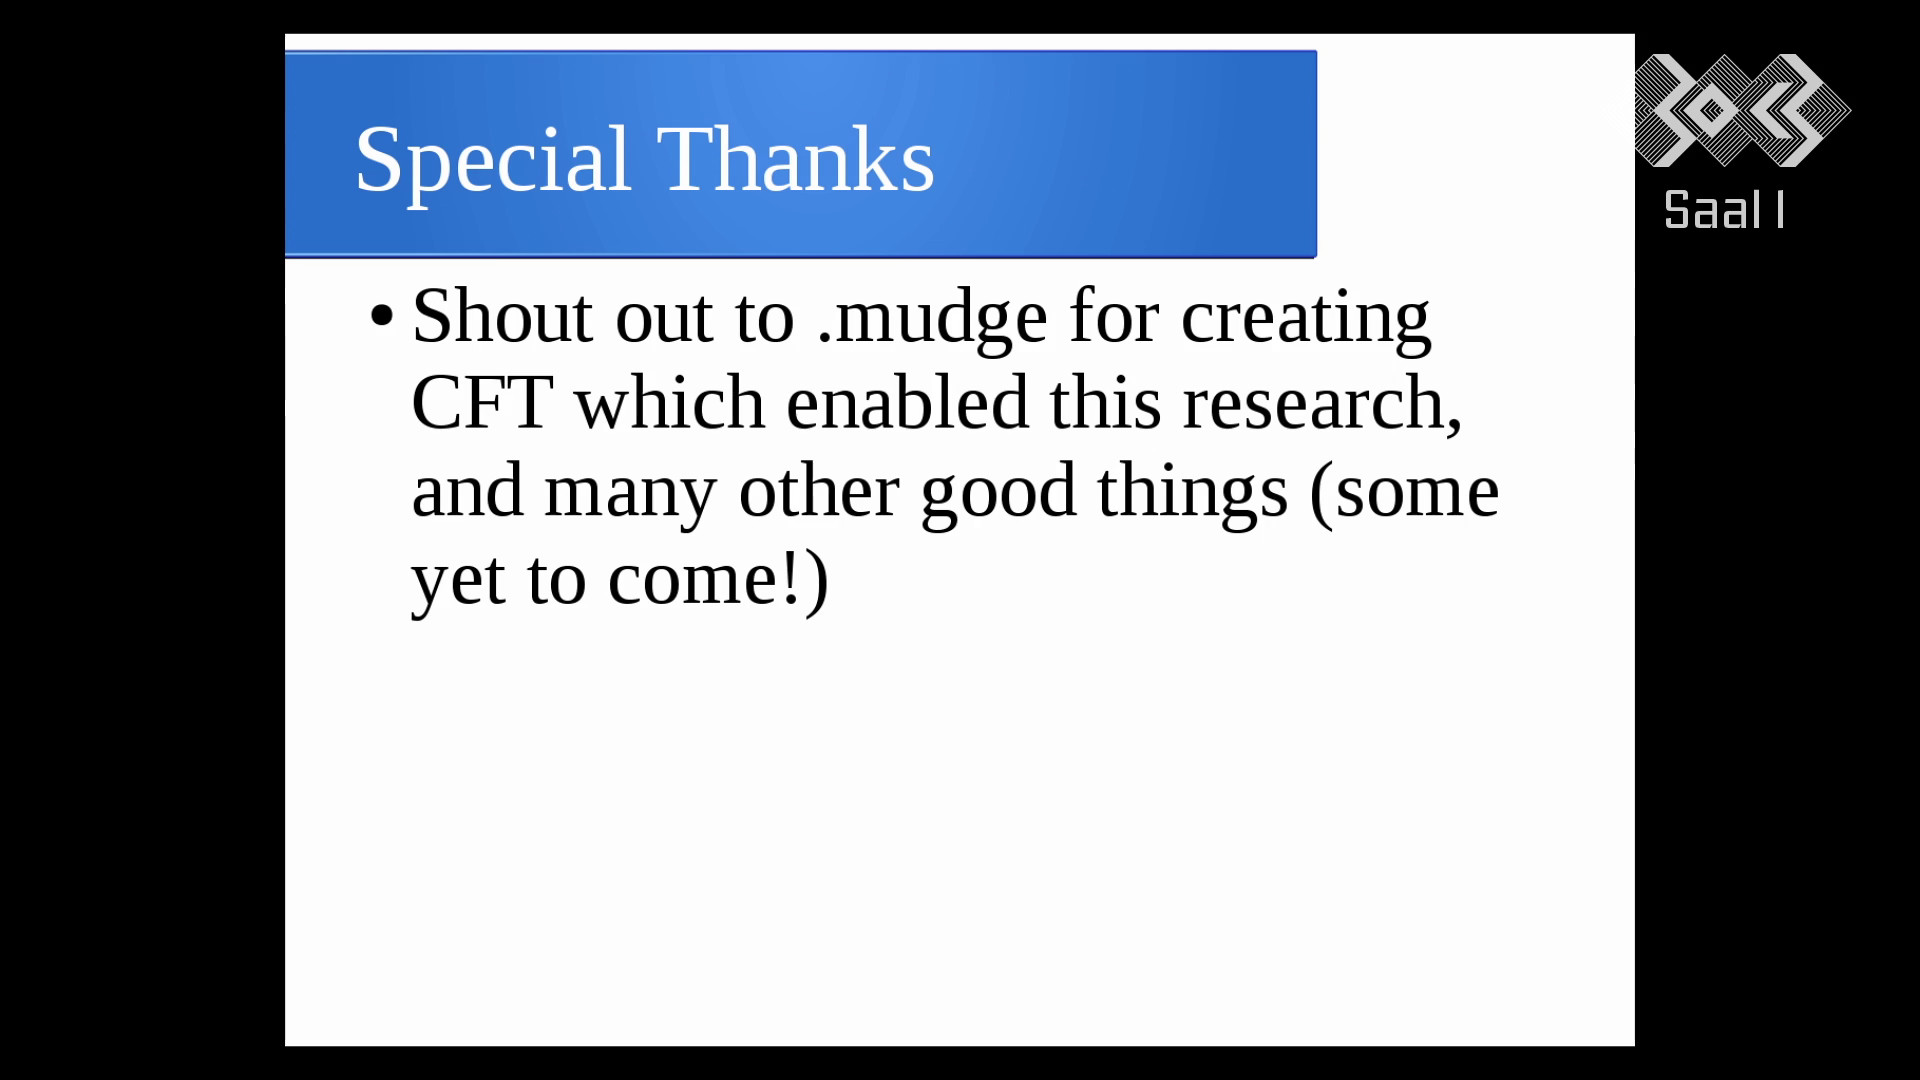 Special Thanks
• Shout out to .mudge for creating
CFT which enabled this research,
and many other good things (some
yet to come!)
Saal 1